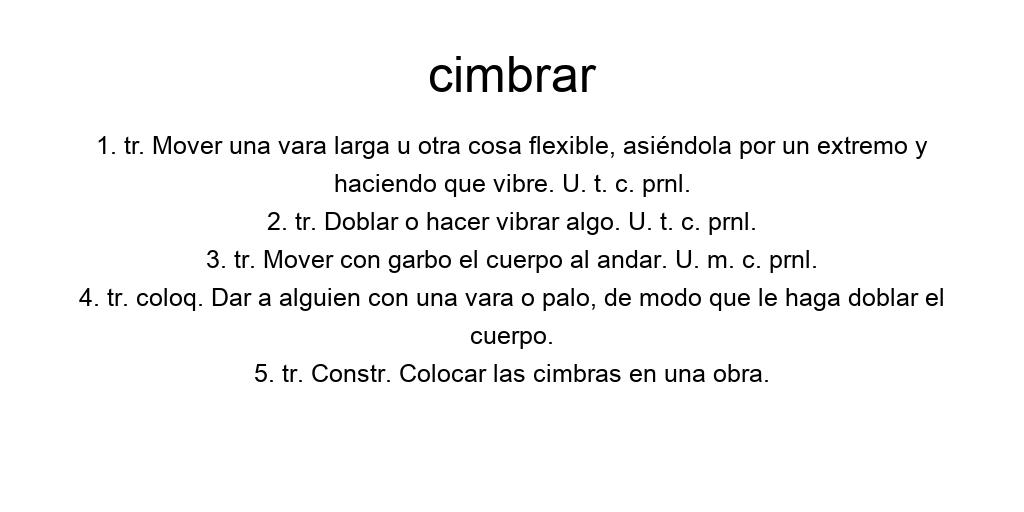 cimbrar
1. tr. Mover una vara larga u otra cosa flexible, asiéndola por un extremo y
haciendo que vibre. U. t. c. prnl.
2. tr. Doblar o hacer vibrar algo. U. t. c. prnl.
3. tr. Mover con garbo el cuerpo al andar. U. m. c. prnl.
4. tr. coloq. Dar a alguien con una vara o palo, de modo que le haga doblar el
cuerpo.
5. tr. Constr. Colocar las cimbras en una obra.